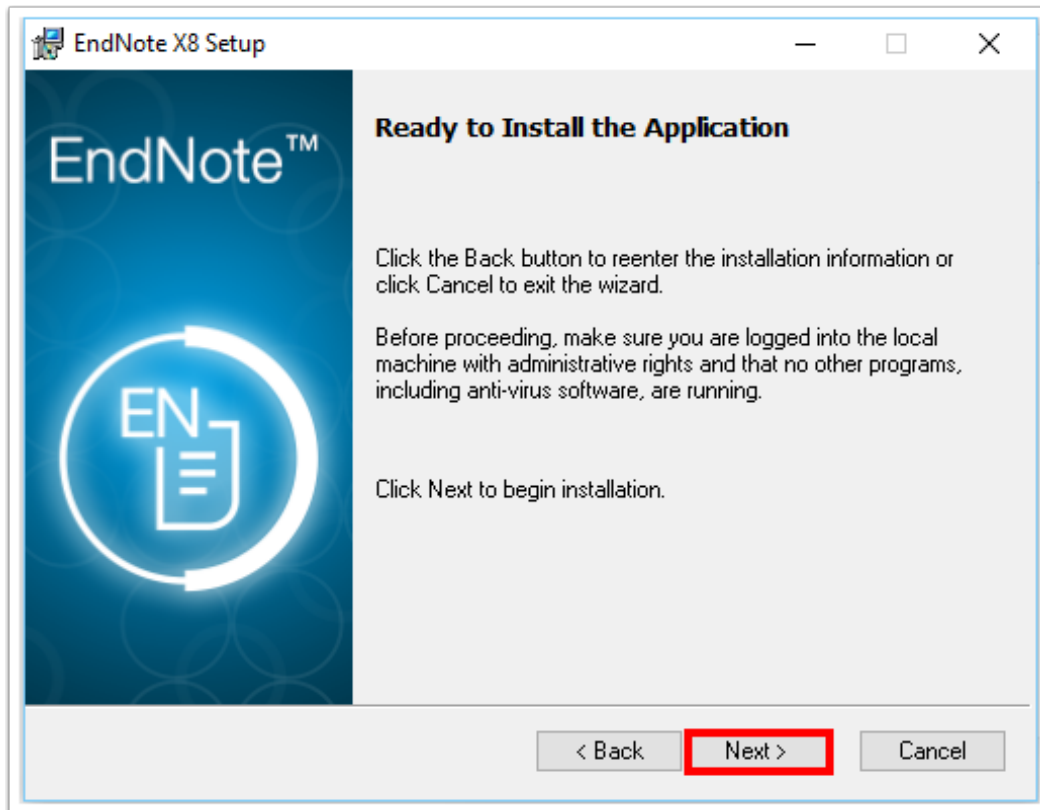 EndNote X8 Setup
EndNote™
EN
Ready to Install the Application
Click the Back button to reenter the installation information or
click Cancel to exit the wizard.
Before proceeding, make sure you are logged into the local
machine with administrative rights and that no other programs,
including anti-virus software, are running.
Click Next to begin installation.
< Back
Next >
Cancel